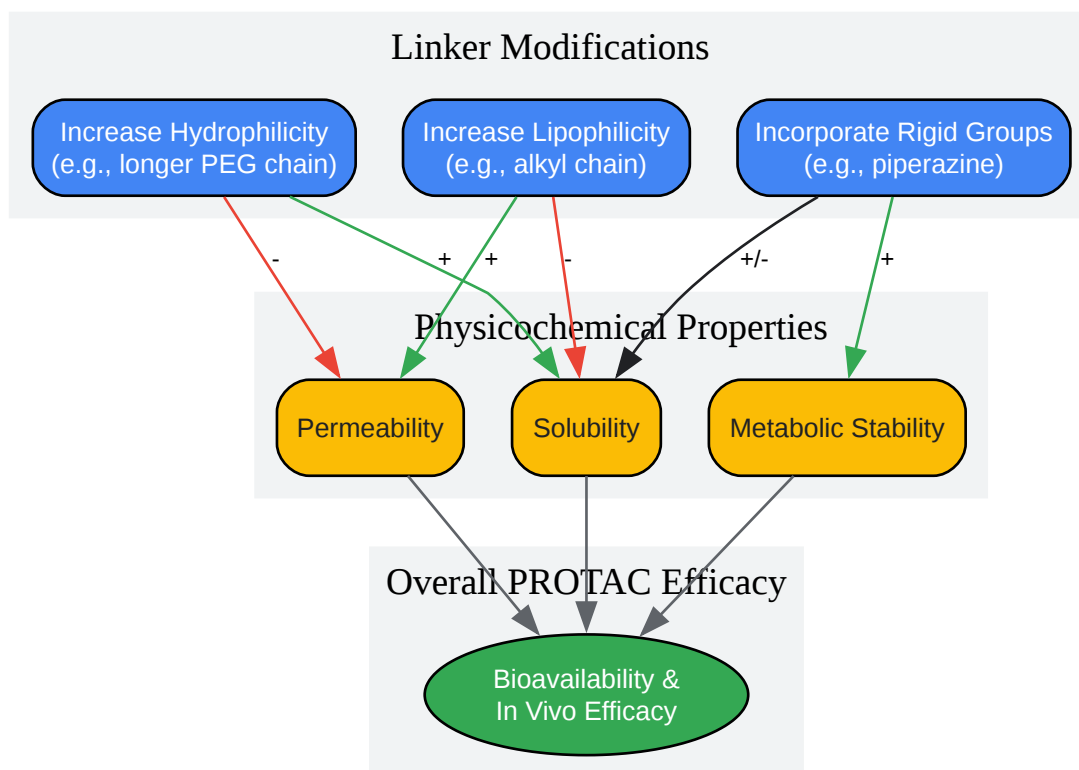 Linker Modifications
Increase Hydrophilicity
(e.g., longer PEG chain)
Increase Lipophilicity
(e.g., alkyl chain)
Incorporate Rigid Groups
(e.g., piperazine)
-
+
+
-
+/-
+
Physicochemical Properties
Permeability
Solubility
Metabolic Stability
Overall PROTAC Efficacy
Bioavailability &
In Vivo Efficacy